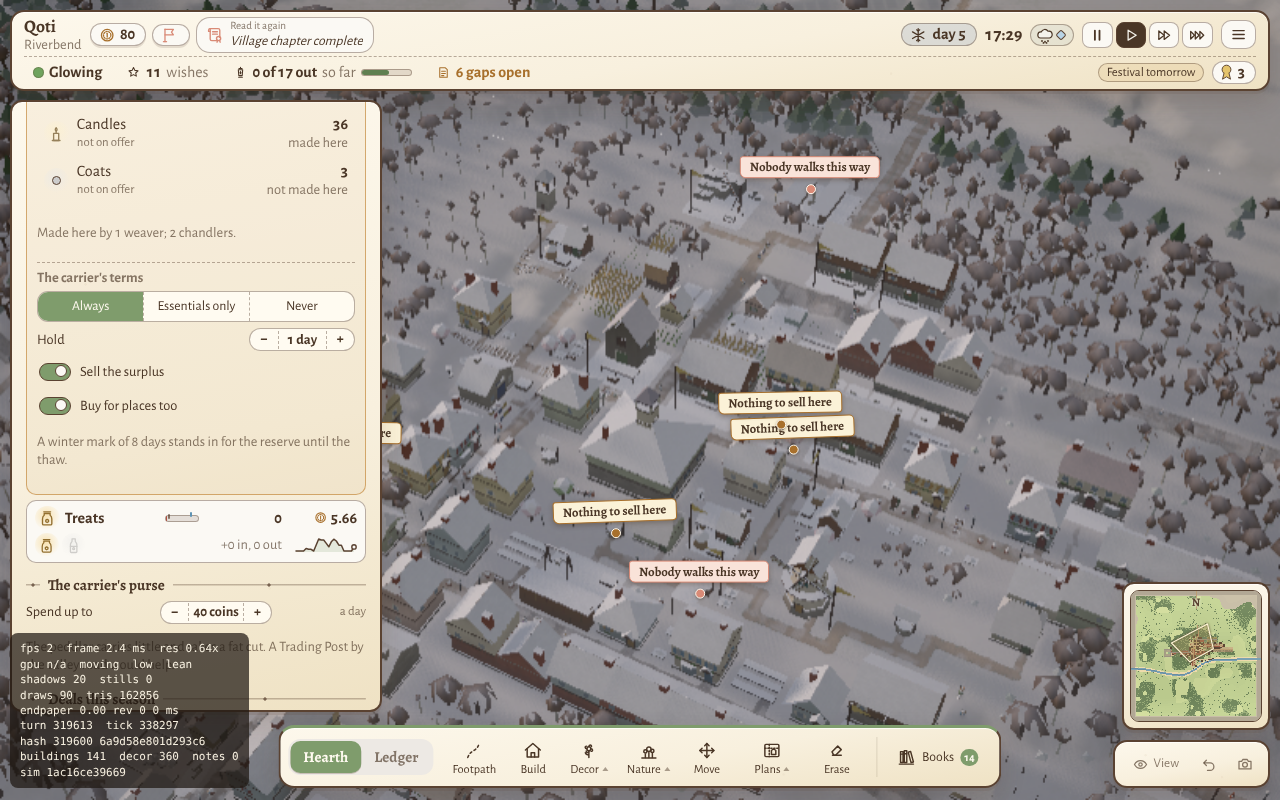 Qoti
Riverbend
80
Read it again
Village chapter complete
day 5
17:29
Glowing
11 wishes
0 of 17 out so far
6 gaps open
Festival tomorrow
3
Candles
not on offer
36
made here
Coats
not on offer
3
not made here
Made here by 1 weaver; 2 chandlers.
The carrier's terms
Always
Essentials only
Never
Hold
− 1 day +
Sell the surplus
Buy for places too
A winter mark of 8 days stands in for the reserve until the
thaw.
Treats
0
5.66
+0 in, 0 out
The carrier's purse
Spend up to
− 40 coins +
a day
fat cut. A Trading Post by
Deals this season
fps 2 frame 2.4 ms res 0.64x
gpu n/a moving low lean
shadows 20 stills 0
draws 90 tris 162856
endpaper 0.00 rev 0 0 ms
turn 319613 tick 338297
hash 319600 6a9d58e801d293c6
buildings 141 decor 360 notes 0
sim 1ac16ce39669
Nobody walks this way
Nothing to sell here
Nothing to sell here
re
Nothing to sell here
Nobody walks this way
N
Hearth
Ledger
Footpath
Build
Decor
Nature
Move
Plans
Erase
Books 14
View